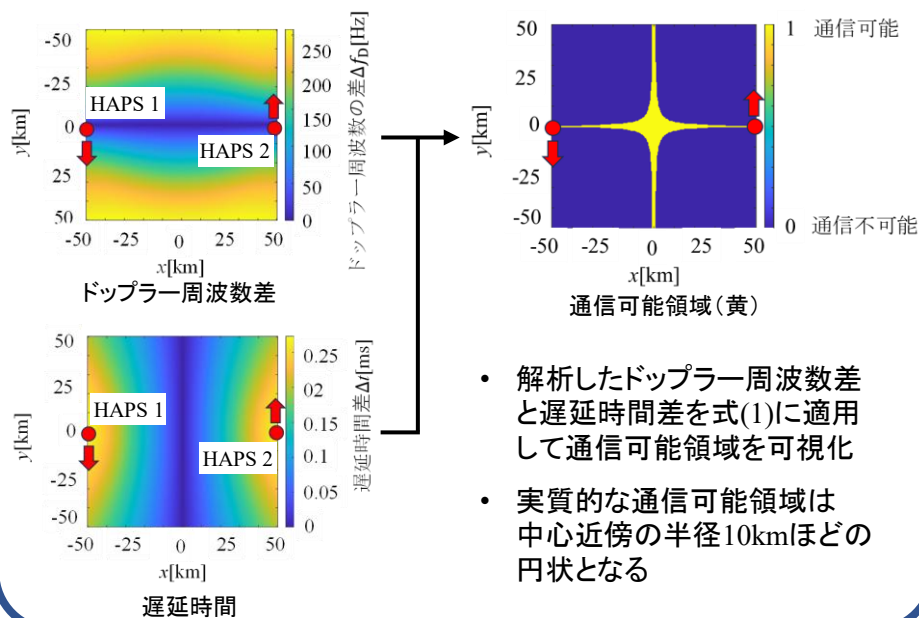 -50
-25
0
25
50
y[km]
HAPS 1
HAPS 2
-50
-25
0
25
50
x[km]
250
200
150
100
50
0
ドップラー周波数の差Δf_D[Hz]
ドップラー周波数差
50
25
0
-25
-50
y[km]
-50
-25
0
25
50
x[km]
1
通信可能
0
通信不可能
通信可能領域(黄)
50
25
0
-25
-50
y[km]
HAPS 1
HAPS 2
-50
-25
0
25
50
x[km]
0.25
0.2
0.15
0.1
0.05
0
遅延時間差Δt[ms]
遅延時間
• 解析したドップラー周波数差
と遅延時間差を式(1)に適用
して通信可能領域を可視化
• 実質的な通信可能領域は
中心近傍の半径10kmほどの
円状となる